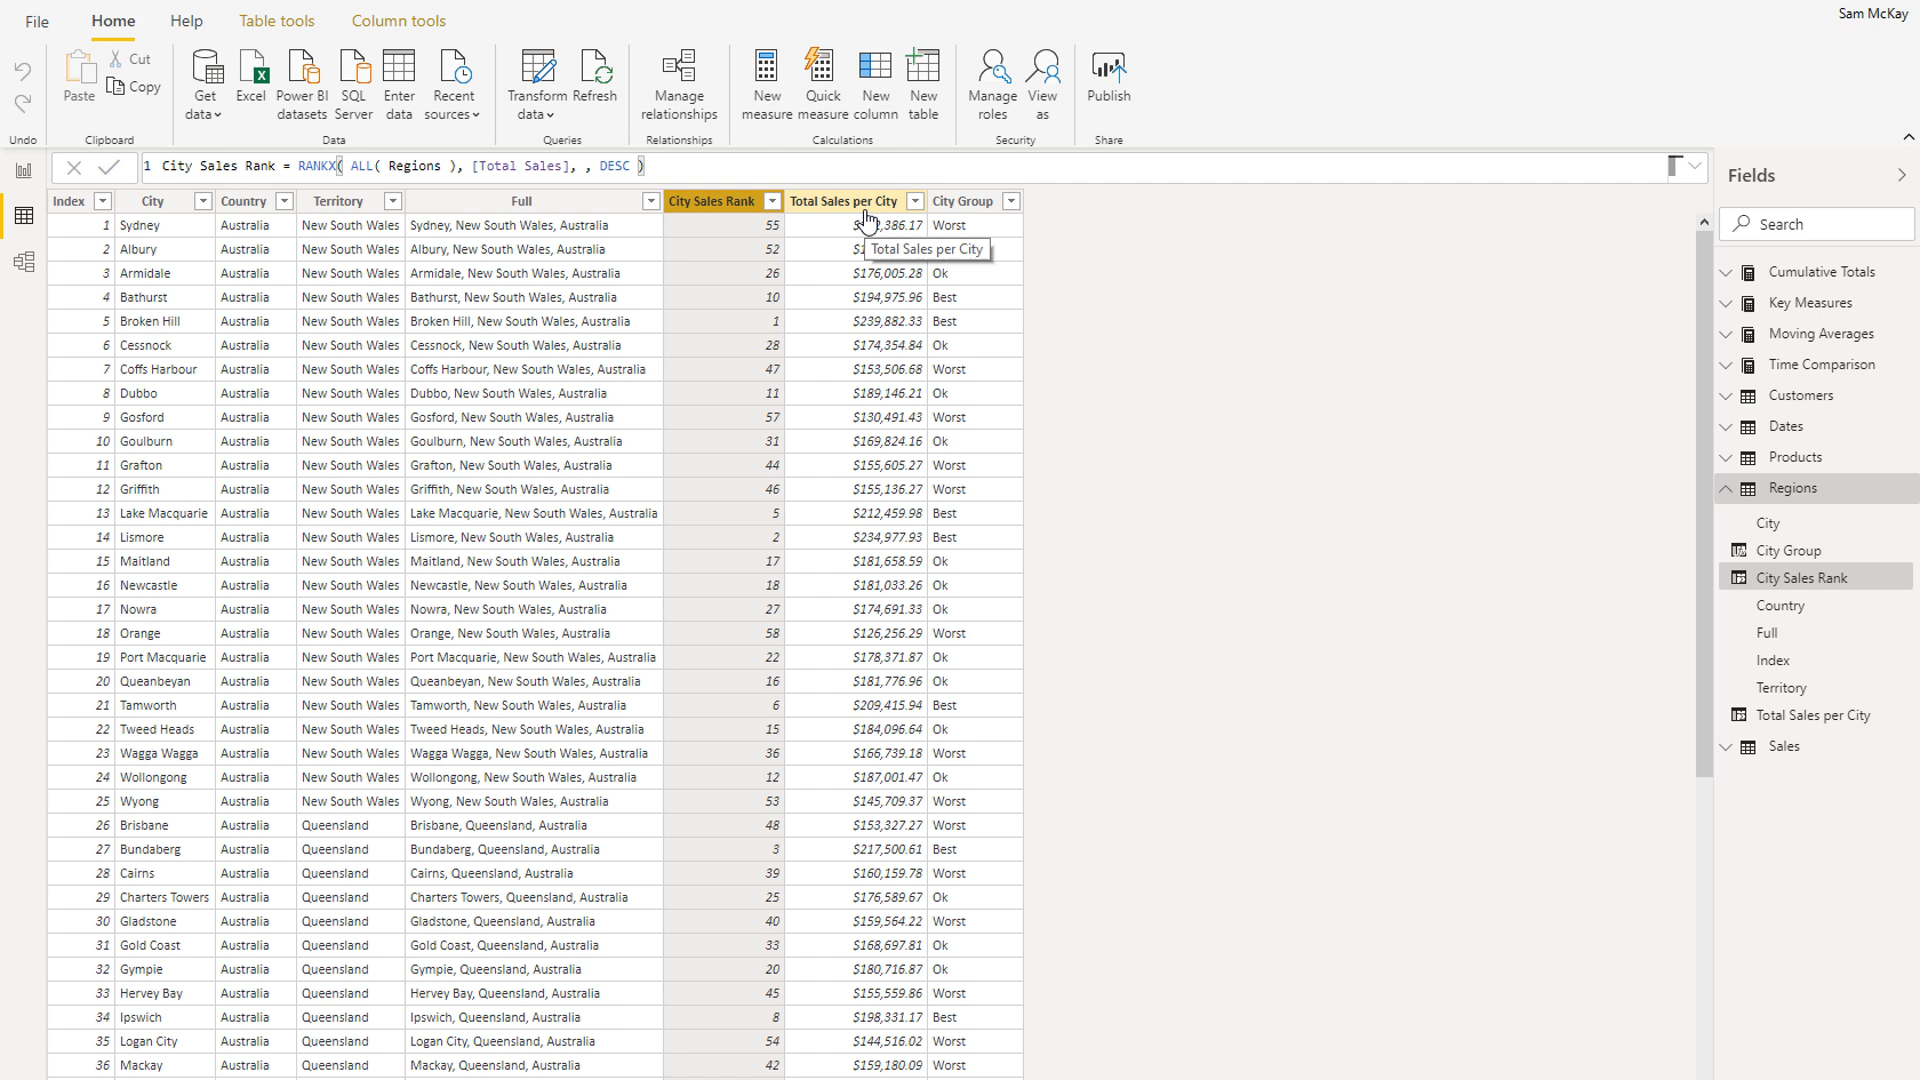 File Home Help Table tools Column tools Sam McKay
Paste Cut Copy Get data Excel Power BI datasets SQL Server Enter data Recent sources Transform data Refresh Manage relationships New measure Quick measure New column New table Manage roles View as Publish
Undo Clipboard Data Queries Relationships Calculations Security Share
1 City Sales Rank = RANKX( ALL( Regions ), [Total Sales], , DESC )
Index City Country Territory Full City Sales Rank Total Sales per City City Group
1 Sydney Australia New South Wales Sydney, New South Wales, Australia 55 Worst
2 Albury Australia New South Wales Albury, New South Wales, Australia 52
Total Sales per City
3 Armidale Australia New South Wales Armidale, New South Wales, Australia 26 $176,005.28 Ok
4 Bathurst Australia New South Wales Bathurst, New South Wales, Australia 10 $194,975.96 Best
5 Broken Hill Australia New South Wales Broken Hill, New South Wales, Australia 1 $239,882.33 Best
6 Cessnock Australia New South Wales Cessnock, New South Wales, Australia 28 $174,354.84 Ok
7 Coffs Harbour Australia New South Wales Coffs Harbour, New South Wales, Australia 47 $153,506.68 Worst
8 Dubbo Australia New South Wales Dubbo, New South Wales, Australia 11 $189,146.21 Ok
9 Gosford Australia New South Wales Gosford, New South Wales, Australia 57 $130,491.43 Worst
10 Goulburn Australia New South Wales Goulburn, New South Wales, Australia 31 $169,824.16 Ok
11 Grafton Australia New South Wales Grafton, New South Wales, Australia 44 $155,605.27 Worst
12 Griffith Australia New South Wales Griffith, New South Wales, Australia 46 $155,136.27 Worst
13 Lake Macquarie Australia New South Wales Lake Macquarie, New South Wales, Australia 5 $212,459.98 Best
14 Lismore Australia New South Wales Lismore, New South Wales, Australia 2 $234,977.93 Best
15 Maitland Australia New South Wales Maitland, New South Wales, Australia 17 $181,658.59 Ok
16 Newcastle Australia New South Wales Newcastle, New South Wales, Australia 18 $181,033.26 Ok
17 Nowra Australia New South Wales Nowra, New South Wales, Australia 27 $174,691.33 Ok
18 Orange Australia New South Wales Orange, New South Wales, Australia 58 $126,256.29 Worst
19 Port Macquarie Australia New South Wales Port Macquarie, New South Wales, Australia 22 $178,371.87 Ok
20 Queanbeyan Australia New South Wales Queanbeyan, New South Wales, Australia 16 $181,776.96 Ok
21 Tamworth Australia New South Wales Tamworth, New South Wales, Australia 6 $209,415.94 Best
22 Tweed Heads Australia New South Wales Tweed Heads, New South Wales, Australia 15 $184,096.64 Ok
23 Wagga Wagga Australia New South Wales Wagga Wagga, New South Wales, Australia 36 $166,739.18 Worst
24 Wollongong Australia New South Wales Wollongong, New South Wales, Australia 12 $187,001.47 Ok
25 Wyong Australia New South Wales Wyong, New South Wales, Australia 53 $145,709.37 Worst
26 Brisbane Australia Queensland Brisbane, Queensland, Australia 48 $153,327.27 Worst
27 Bundaberg Australia Queensland Bundaberg, Queensland, Australia 3 $217,500.61 Best
28 Cairns Australia Queensland Cairns, Queensland, Australia 39 $160,159.78 Worst
29 Charters Towers Australia Queensland Charters Towers, Queensland, Australia 25 $176,589.67 Ok
30 Gladstone Australia Queensland Gladstone, Queensland, Australia 40 $159,564.22 Worst
31 Gold Coast Australia Queensland Gold Coast, Queensland, Australia 33 $168,697.81 Ok
32 Gympie Australia Queensland Gympie, Queensland, Australia 20 $180,716.87 Ok
33 Hervey Bay Australia Queensland Hervey Bay, Queensland, Australia 45 $155,559.86 Worst
34 Ipswich Australia Queensland Ipswich, Queensland, Australia 8 $198,331.17 Best
35 Logan City Australia Queensland Logan City, Queensland, Australia 54 $144,516.02 Worst
36 Mackay Australia Queensland Mackay, Queensland, Australia 42 $159,180.09 Worst
Fields
Search
Cumulative Totals
Key Measures
Moving Averages
Time Comparison
Customers
Dates
Products
Regions
City
City Group
City Sales Rank
Country
Full
Index
Territory
Total Sales per City
Sales